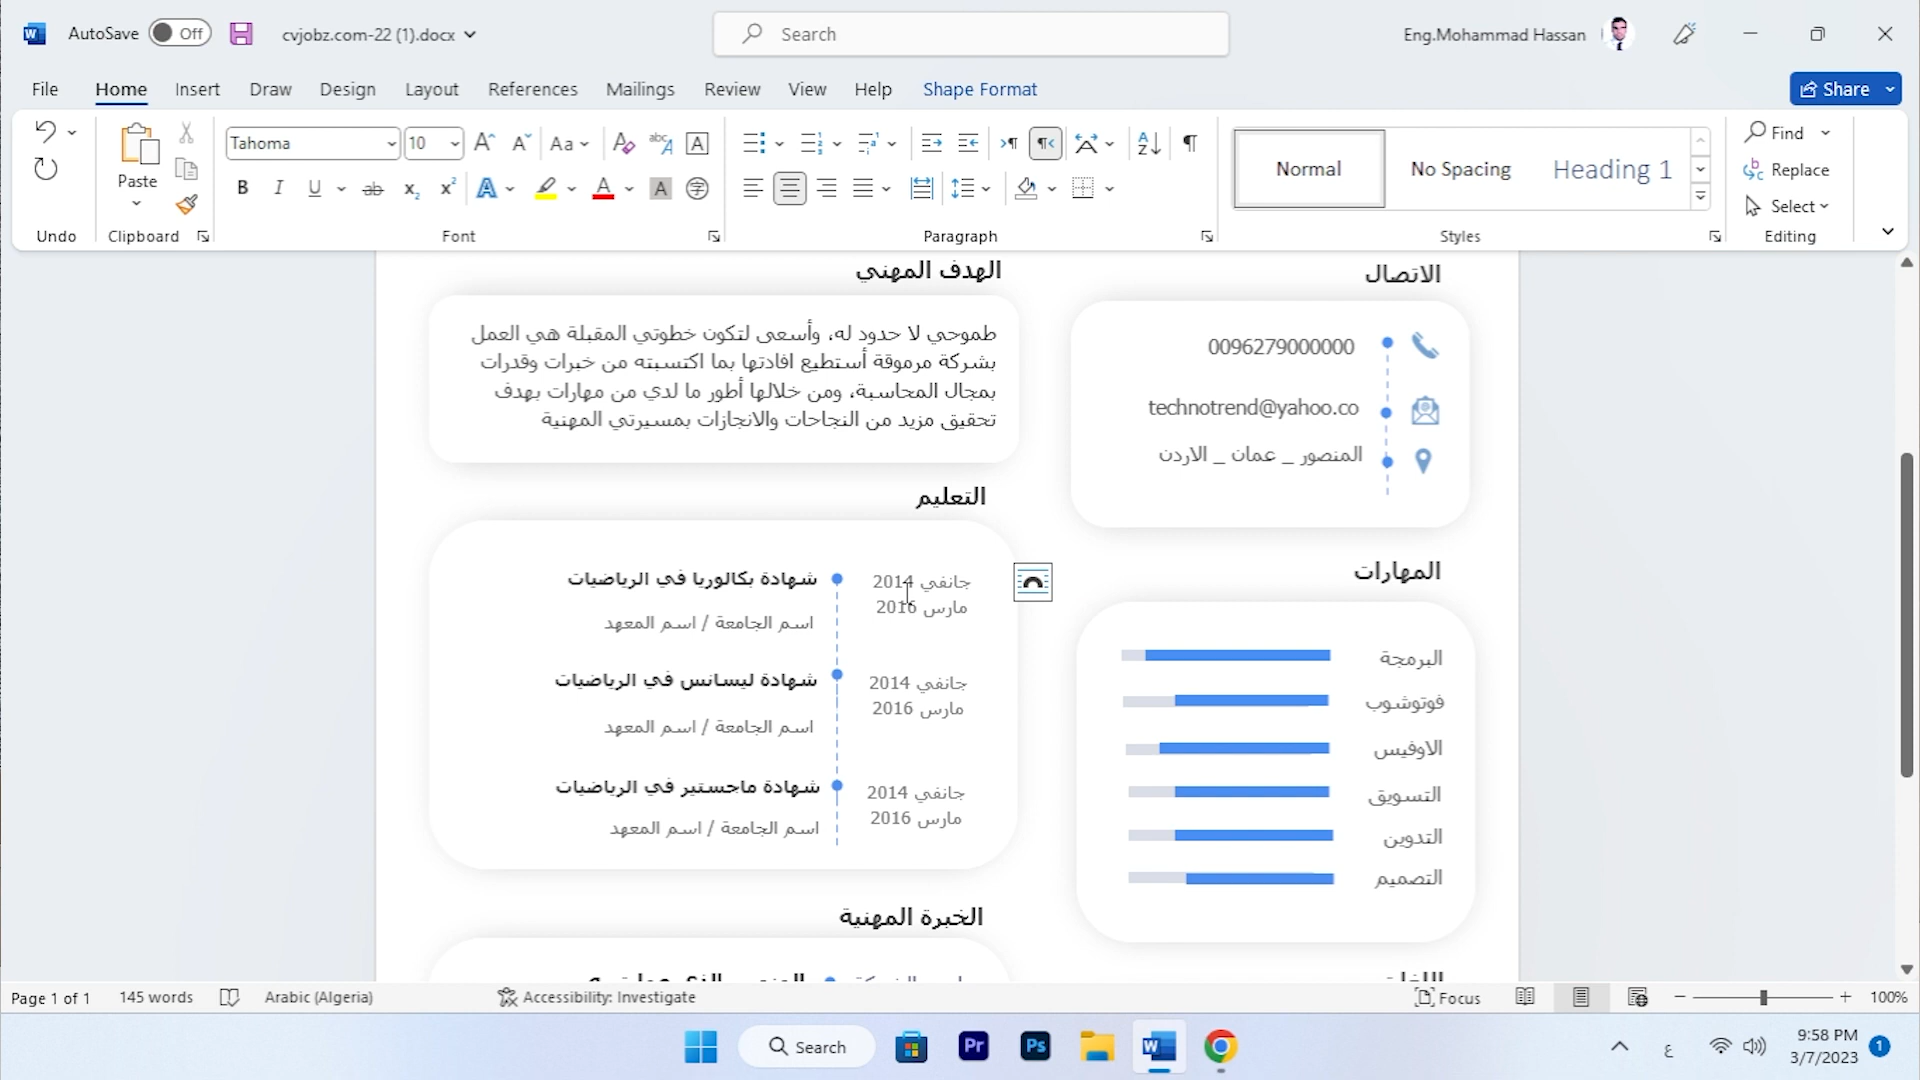 AutoSave
Off
cvjobz.com-22 (1).docx
Search
Eng.Mohammad Hassan
File
Home
Insert
Draw
Design
Layout
References
Mailings
Review
View
Help
Shape Format
Share
Paste
Undo
Clipboard
Tahoma
10
Font
Paragraph
Normal
No Spacing
Heading 1
Styles
Find
Replace
Select
Editing
الاتصال
0096279000000
technotrend@yahoo.co
المنصور _ عمان _ الاردن
المهارات
البرمجة
فوتوشوب
الاوفيس
التسويق
التدوين
التصميم
الهدف المهني
طموحي لا حدود له، وأسعى لتكون خطوتي المقبلة هي العمل
بشركة مرموقة أستطيع افادتها بما اكتسبته من خبرات وقدرات
بمجال المحاسبة، ومن خلالها أطور ما لدي من مهارات بهدف
تحقيق مزيد من النجاحات والانجازات بمسيرتي المهنية
التعليم
جانفي 2014
مارس 2016
شهادة بكالوريا في الرياضيات
اسم الجامعة / اسم المعهد
جانفي 2014
مارس 2016
شهادة ليسانس في الرياضيات
اسم الجامعة / اسم المعهد
جانفي 2014
مارس 2016
شهادة ماجستير في الرياضيات
اسم الجامعة / اسم المعهد
الخبرة المهنية
Page 1 of 1
145 words
Arabic (Algeria)
Accessibility: Investigate
Focus
100%
Search
Pr
Ps
ع
9:58 PM
3/7/2023
1